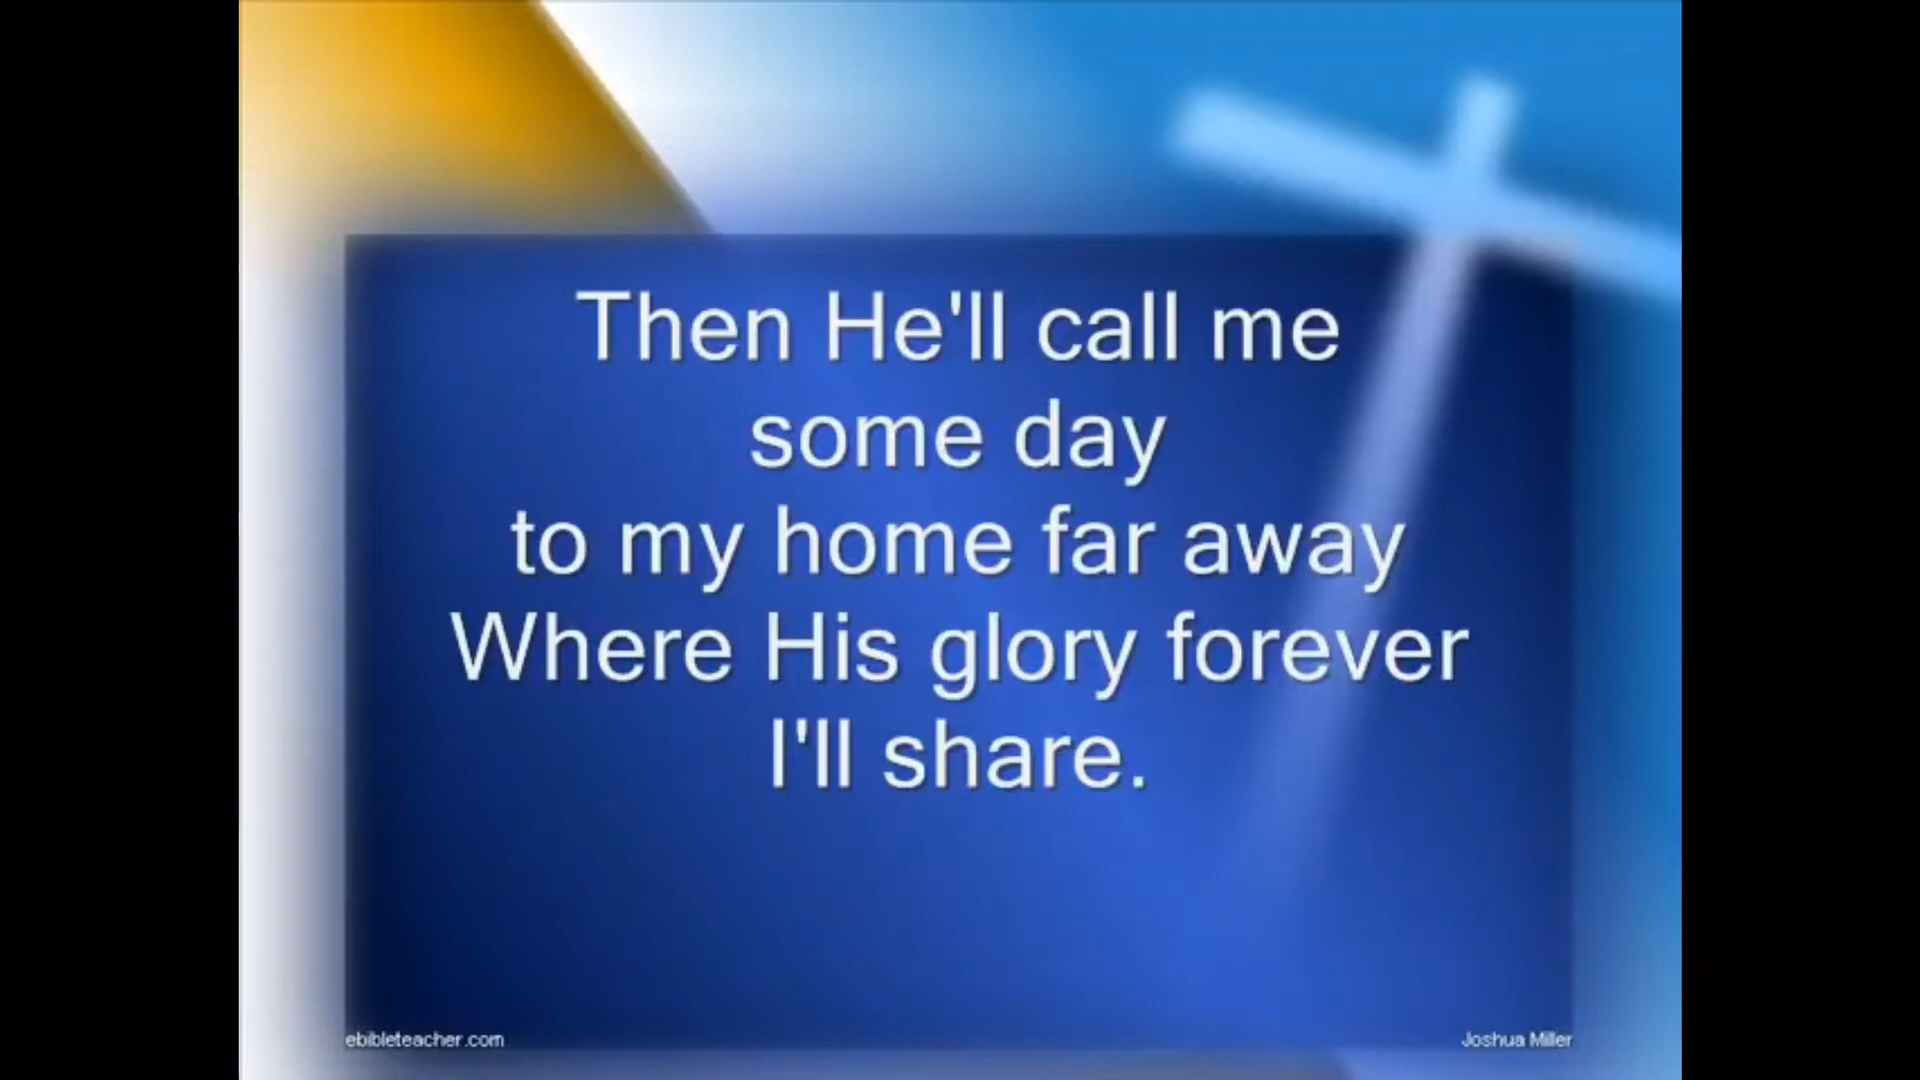 Then He'll call me
some day
to my home far away
Where His glory forever
I'll share.
ebibleteacher.com
Joshua Miller